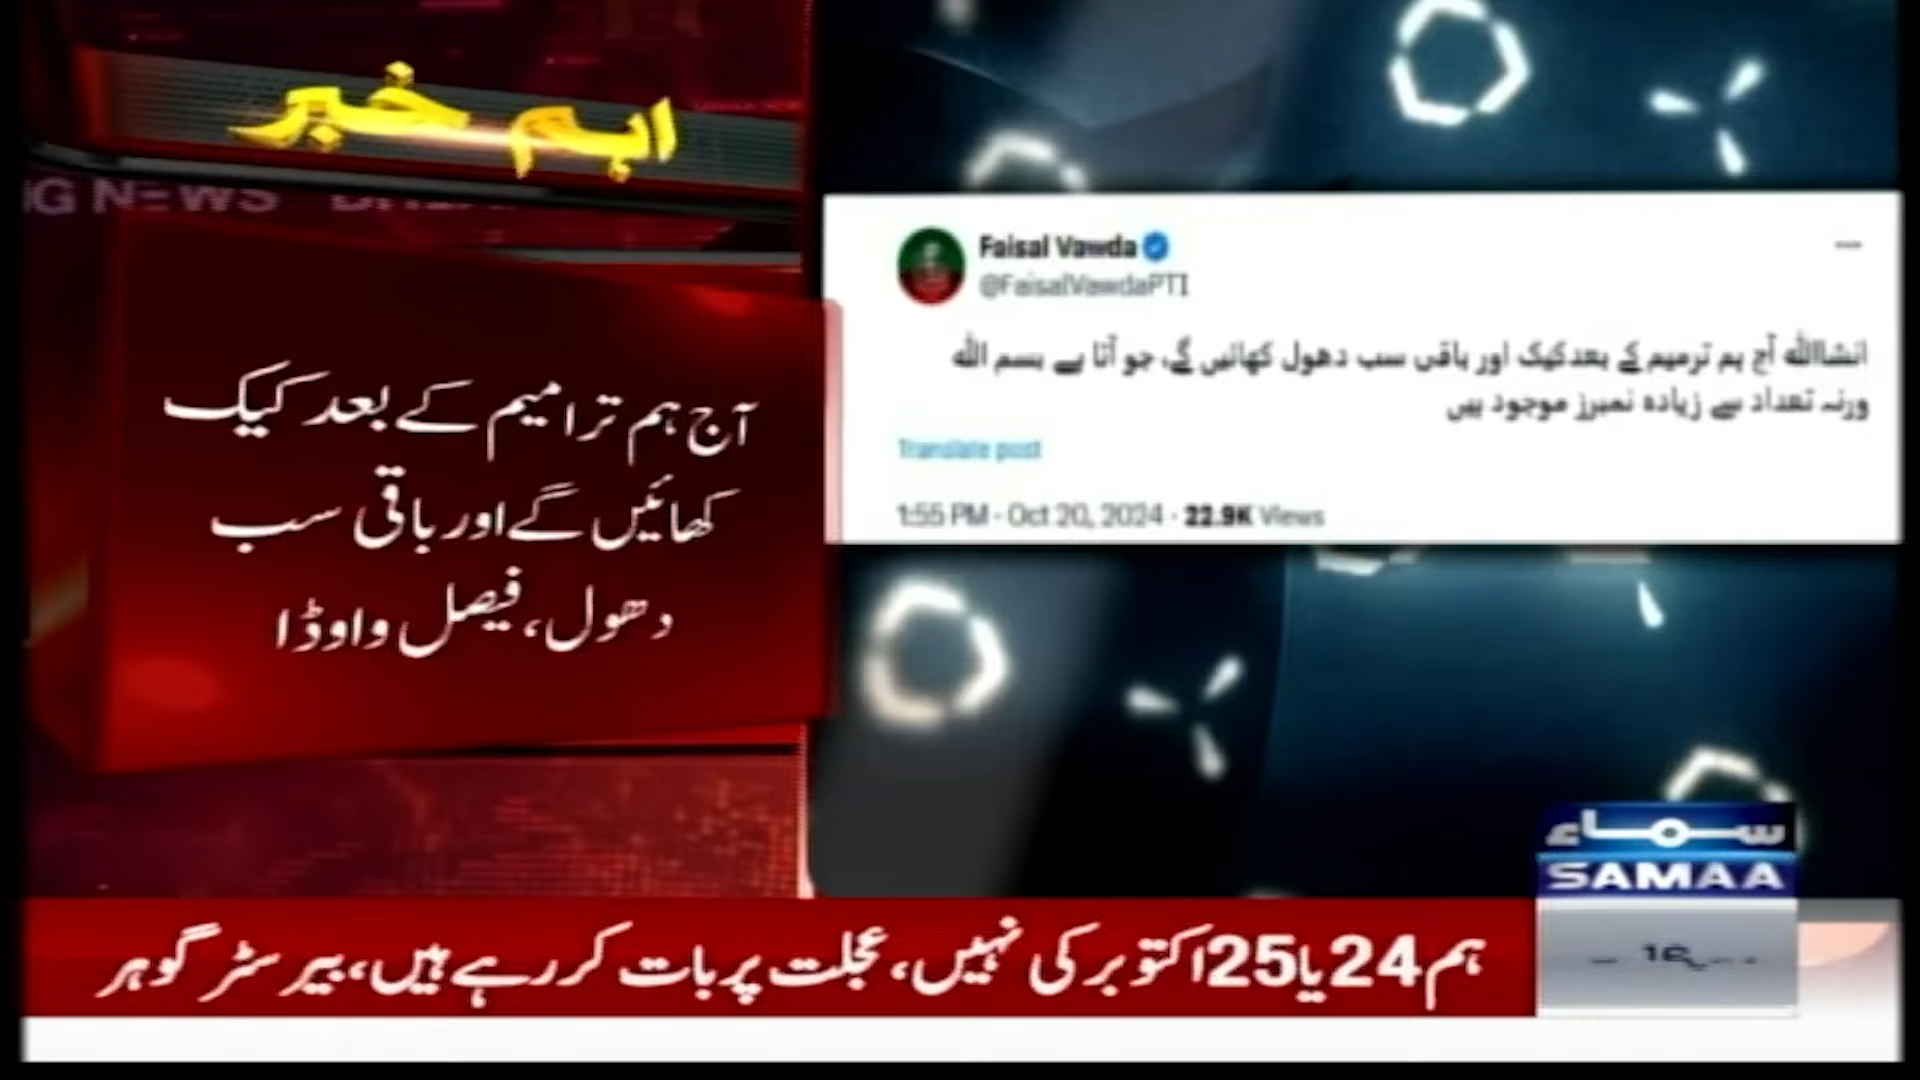 اہم خبر
NG NEWS
آج ہم ترامیم کے بعد کیک
کھائیں گے اور باقی سب
دھول، فیصل واوڈا
Faisal Vawda
@FaisalVawdaPTI
انشااللہ آج ہم ترمیم کے بعدکیک اور باقی سب دھول کھائیں گے، جو آتا ہے بسم اللہ
ورنہ تعداد سے زیادہ نمبرز موجود ہیں
Translate post
1:55 PM · Oct 20, 2024 · 22.9K Views
سماء
SAMAA
ہم 24 یا 25 اکتوبر کی نہیں، عجلت پر بات کر رہے ہیں، بیرسٹر گوہر